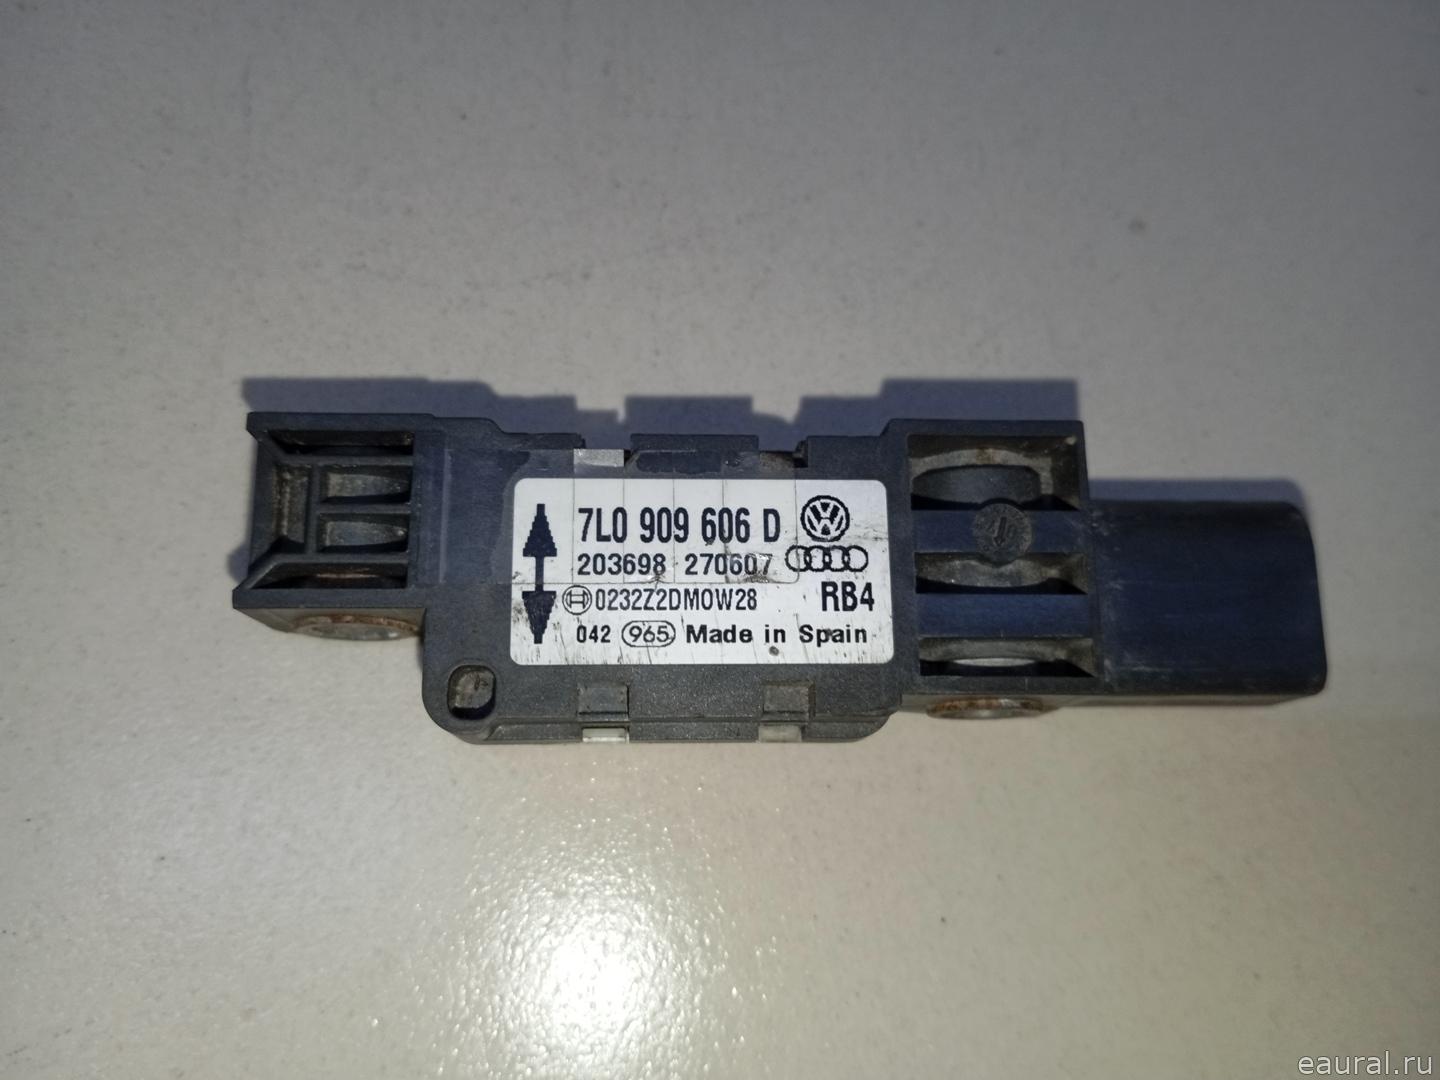 7L0 909 606 D
203698 270607
0232Z2DM0W28 RB4
042 965 Made in Spain
eaural.ru